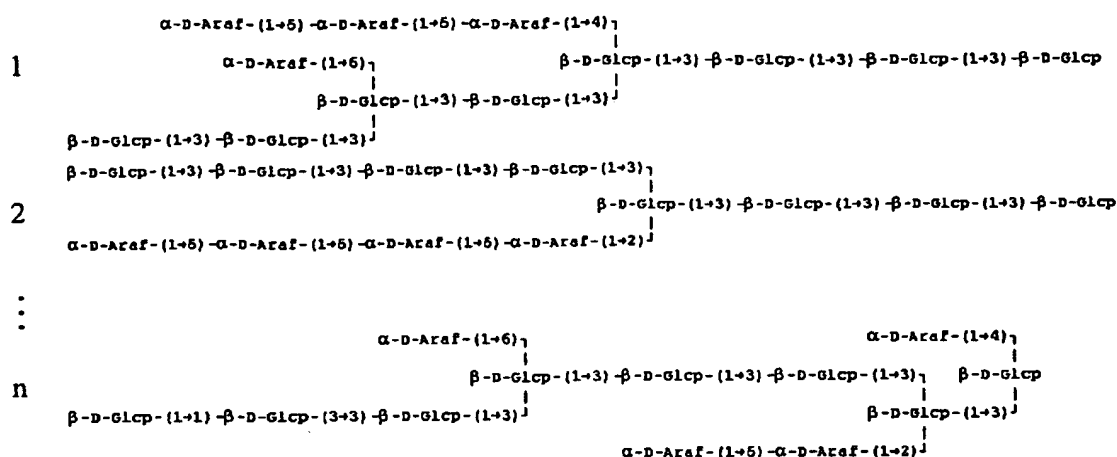 α-D-Araf-(1→5)-α-D-Araf-(1→5)-α-D-Araf-(1→4)
1
α-D-Araf-(1→6)
β-D-Glcp-(1→3)-β-D-Glcp-(1→3)-β-D-Glcp-(1→3)-β-D-Glcp
β-D-Glcp-(1→3)-β-D-Glcp-(1→3)
β-D-Glcp-(1→3)-β-D-Glcp-(1→3)
β-D-Glcp-(1→3)-β-D-Glcp-(1→3)-β-D-Glcp-(1→3)-β-D-Glcp-(1→3)
2
β-D-Glcp-(1→3)-β-D-Glcp-(1→3)-β-D-Glcp-(1→3)-β-D-Glcp
α-D-Araf-(1→5)-α-D-Araf-(1→5)-α-D-Araf-(1→5)-α-D-Araf-(1→2)
⋮
α-D-Araf-(1→6) α-D-Araf-(1→4)
n
β-D-Glcp-(1→3)-β-D-Glcp-(1→3)-β-D-Glcp-(1→3) β-D-Glcp
β-D-Glcp-(1→1)-β-D-Glcp-(3→3)-β-D-Glcp-(1→3) β-D-Glcp-(1→3)
α-D-Araf-(1→5)-α-D-Araf-(1→2)